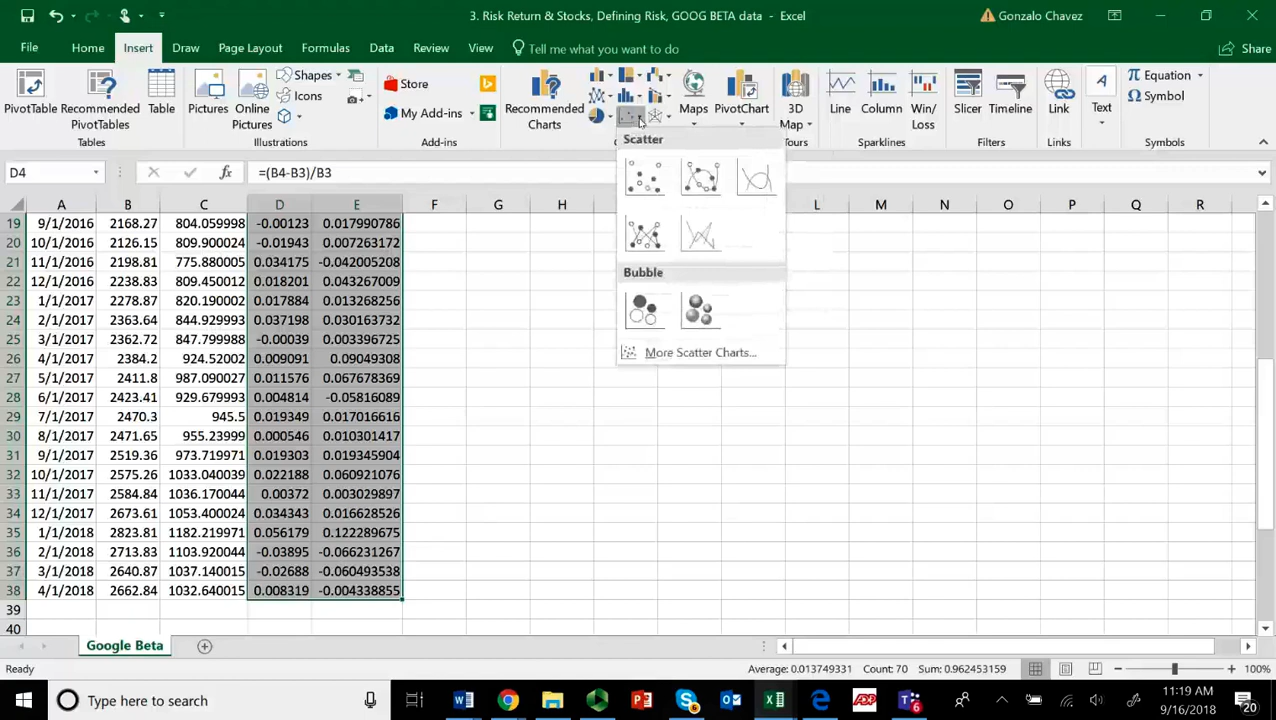 3. Risk Return & Stocks, Defining Risk, GOOG BETA data - Excel
Gonzalo Chavez
File Home Insert Draw Page Layout Formulas Data Review View Tell me what you want to do Share
PivotTable Recommended PivotTables Table Pictures Online Pictures Shapes Icons Store My Add-ins Recommended Charts Maps PivotChart 3D Map Line Column Win/Loss Slicer Timeline Link Text Equation Symbol
Tables Illustrations Add-ins Tours Sparklines Filters Links Symbols
Scatter
Bubble
More Scatter Charts...
D4 fx =(B4-B3)/B3
A B C D E F G H L M N O P Q R
19 9/1/2016 2168.27 804.059998 -0.00123 0.017990786
20 10/1/2016 2126.15 809.900024 -0.01943 0.007263172
21 11/1/2016 2198.81 775.880005 0.034175 -0.042005208
22 12/1/2016 2238.83 809.450012 0.018201 0.043267009
23 1/1/2017 2278.87 820.190002 0.017884 0.013268256
24 2/1/2017 2363.64 844.929993 0.037198 0.030163732
25 3/1/2017 2362.72 847.799988 -0.00039 0.003396725
26 4/1/2017 2384.2 924.52002 0.009091 0.09049308
27 5/1/2017 2411.8 987.090027 0.011576 0.067678369
28 6/1/2017 2423.41 929.679993 0.004814 -0.05816089
29 7/1/2017 2470.3 945.5 0.019349 0.017016616
30 8/1/2017 2471.65 955.23999 0.000546 0.010301417
31 9/1/2017 2519.36 973.719971 0.019303 0.019345904
32 10/1/2017 2575.26 1033.040039 0.022188 0.060921076
33 11/1/2017 2584.84 1036.170044 0.00372 0.003029897
34 12/1/2017 2673.61 1053.400024 0.034343 0.016628526
35 1/1/2018 2823.81 1182.219971 0.056179 0.122289675
36 2/1/2018 2713.83 1103.920044 -0.03895 -0.066231267
37 3/1/2018 2640.87 1037.140015 -0.02688 -0.060493538
38 4/1/2018 2662.84 1032.640015 0.008319 -0.004338855
39
40
Google Beta
Ready Average: 0.013749331 Count: 70 Sum: 0.962453159 100%
Type here to search
11:19 AM
9/16/2018
20